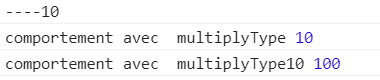 ----10
comportement avec  multiplyType 10
comportement avec  multiplyType10 100